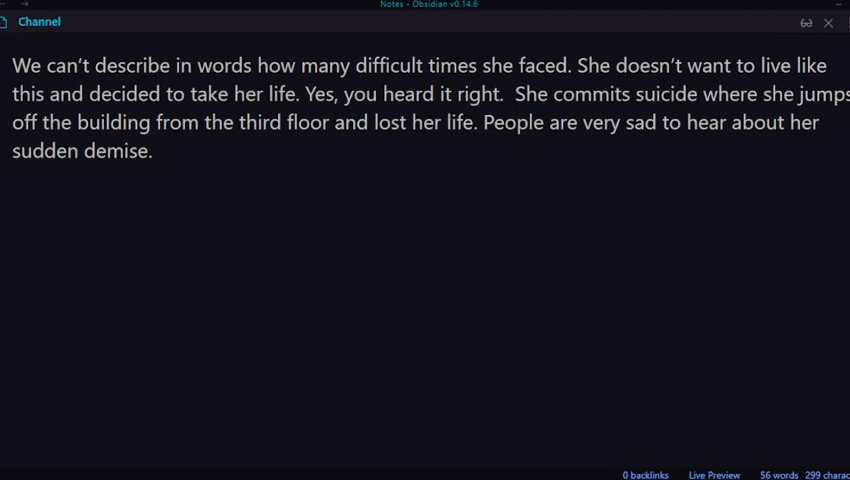 Notes - Obsidian v0.14.6
Channel
We can't describe in words how many difficult times she faced. She doesn't want to live like
this and decided to take her life. Yes, you heard it right.  She commits suicide where she jumps
off the building from the third floor and lost her life. People are very sad to hear about her
sudden demise.
0 backlinks Live Preview 56 words 299 charac